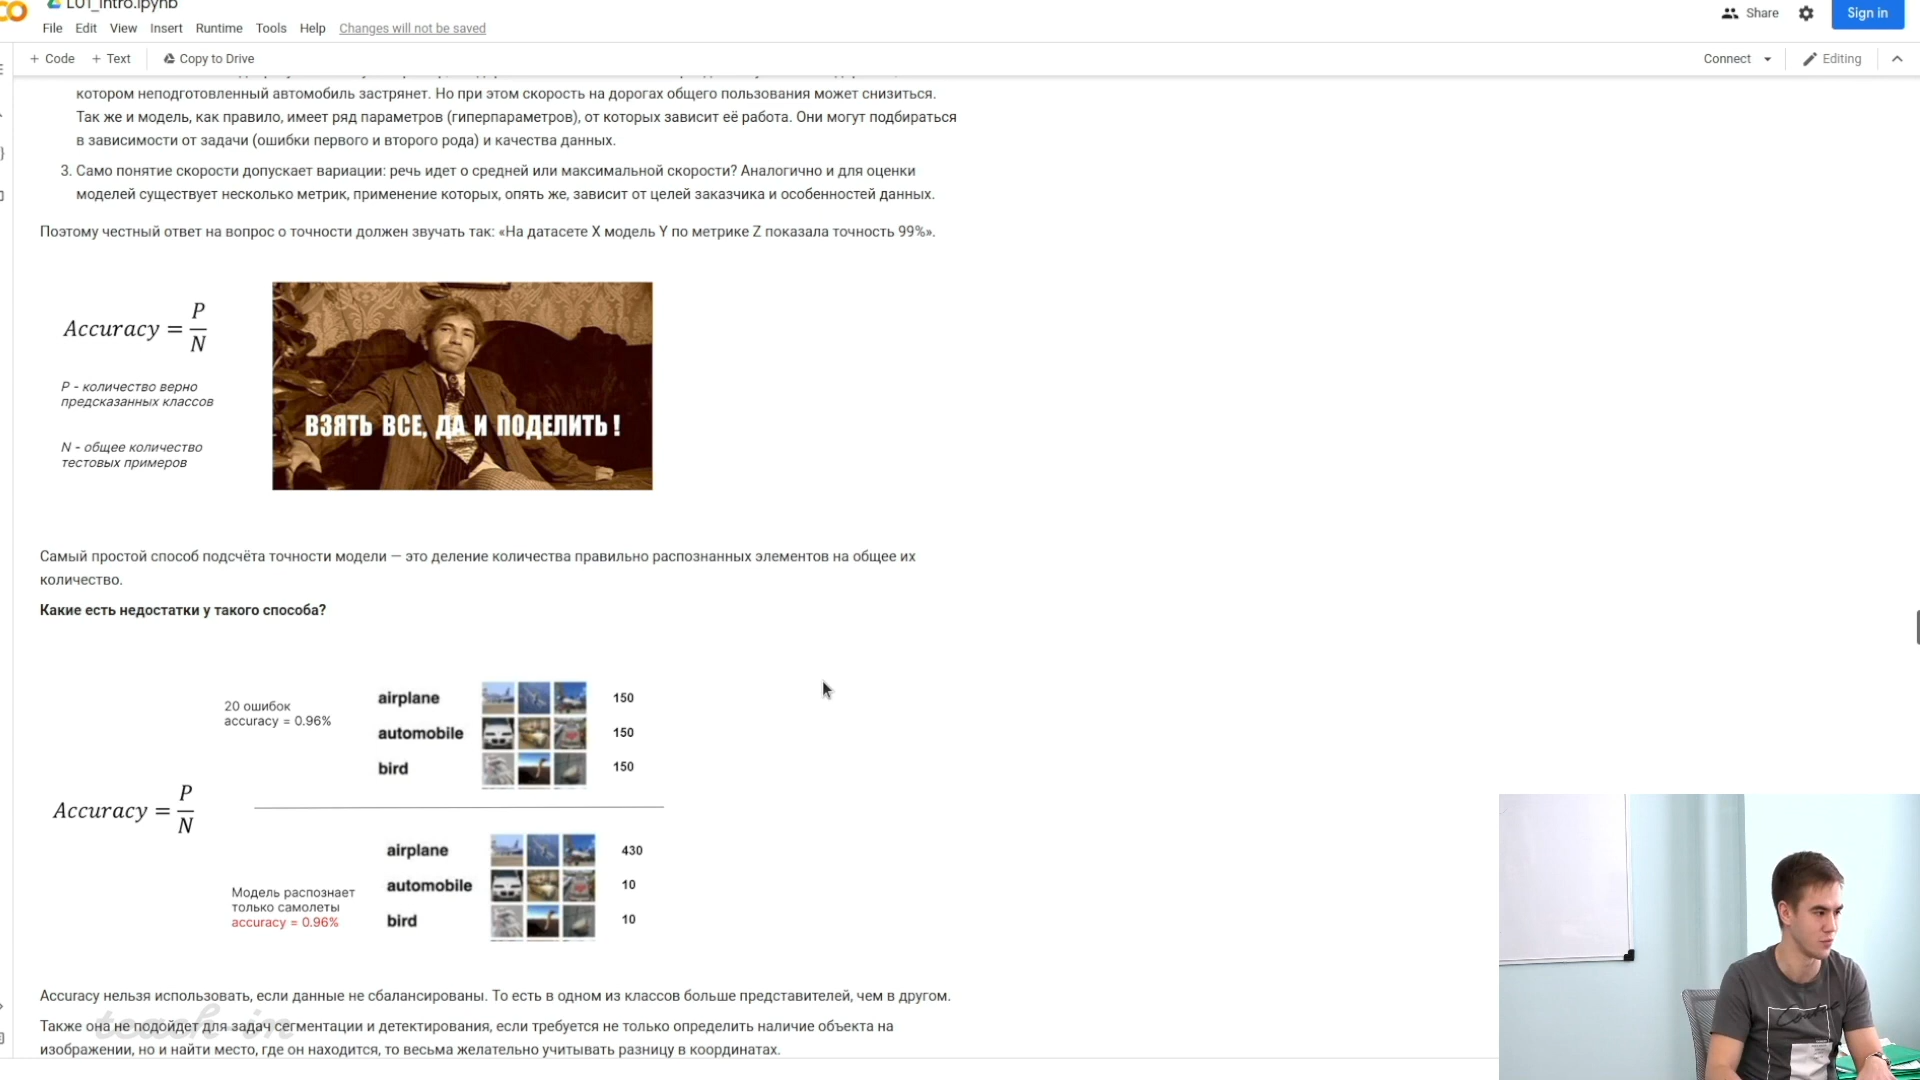 L01_Intro.ipynb
Share
Sign in
File Edit View Insert Runtime Tools Help Changes will not be saved
+ Code + Text Copy to Drive
Connect
Editing
котором неподготовленный автомобиль застрянет. Но при этом скорость на дорогах общего пользования может снизиться.
Так же и модель, как правило, имеет ряд параметров (гиперпараметров), от которых зависит её работа. Они могут подбираться
в зависимости от задачи (ошибки первого и второго рода) и качества данных.
3. Само понятие скорости допускает вариации: речь идет о средней или максимальной скорости? Аналогично и для оценки
моделей существует несколько метрик, применение которых, опять же, зависит от целей заказчика и особенностей данных.
Поэтому честный ответ на вопрос о точности должен звучать так: «На датасете X модель Y по метрике Z показала точность 99%».
Accuracy = P/N
P - количество верно
предсказанных классов
N - общее количество
тестовых примеров
ВЗЯТЬ ВСЕ, ДА И ПОДЕЛИТЬ !
Самый простой способ подсчёта точности модели — это деление количества правильно распознанных элементов на общее их
количество.
Какие есть недостатки у такого способа?
20 ошибок
accuracy = 0.96%
airplane 150
automobile 150
bird 150
Accuracy = P/N
Модель распознает
только самолеты
accuracy = 0.96%
airplane 430
automobile 10
bird 10
Accuracy нельзя использовать, если данные не сбалансированы. То есть в одном из классов больше представителей, чем в другом.
Также она не подойдет для задач сегментации и детектирования, если требуется не только определить наличие объекта на
изображении, но и найти место, где он находится, то весьма желательно учитывать разницу в координатах.
teach-in